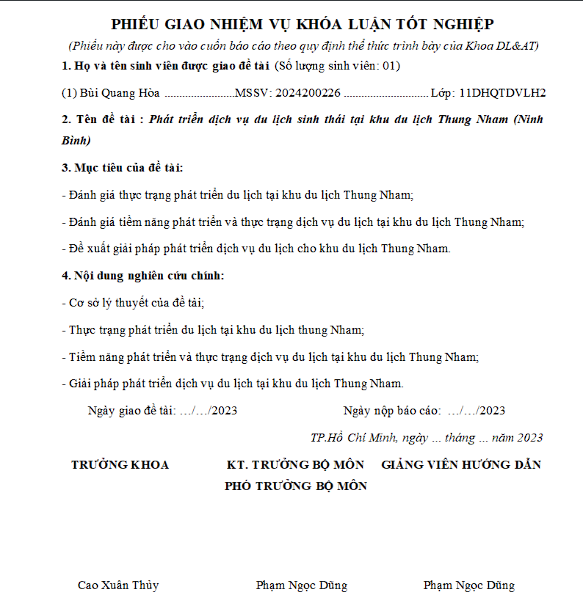 PHIẾU GIAO NHIỆM VỤ KHÓA LUẬN TỐT NGHIỆP
(Phiếu này được cho vào cuốn báo cáo theo quy định thể thức trình bày của Khoa DL&AT)
1. Họ và tên sinh viên được giao đề tài (Số lượng sinh viên: 01)
(1) Bùi Quang Hòa ........................MSSV: 2024200226 ............................. Lớp: 11DHQTDVLH2
2. Tên đề tài : Phát triển dịch vụ du lịch sinh thái tại khu du lịch Thung Nham (Ninh
Bình)
3. Mục tiêu của đề tài:
- Đánh giá thực trạng phát triển du lịch tại khu du lịch Thung Nham;
- Đánh giá tiềm năng phát triển và thực trạng dịch vụ du lịch tại khu du lịch Thung Nham;
- Đề xuất giải pháp phát triển dịch vụ du lịch cho khu du lịch Thung Nham.
4. Nội dung nghiên cứu chính:
- Cơ sở lý thuyết của đề tài;
- Thực trạng phát triển du lịch tại khu du lịch thung Nham;
- Tiềm năng phát triển và thực trạng dịch vụ du lịch tại khu du lịch Thung Nham;
- Giải pháp phát triển dịch vụ du lịch tại khu du lịch Thung Nham.
Ngày giao đề tài: …/…/2023 Ngày nộp báo cáo: …/…/2023
TP.Hồ Chí Minh, ngày … tháng … năm 2023
TRƯỞNG KHOA KT. TRƯỞNG BỘ MÔN GIẢNG VIÊN HƯỚNG DẪN
PHÓ TRƯỞNG BỘ MÔN
Cao Xuân Thủy Phạm Ngọc Dũng Phạm Ngọc Dũng